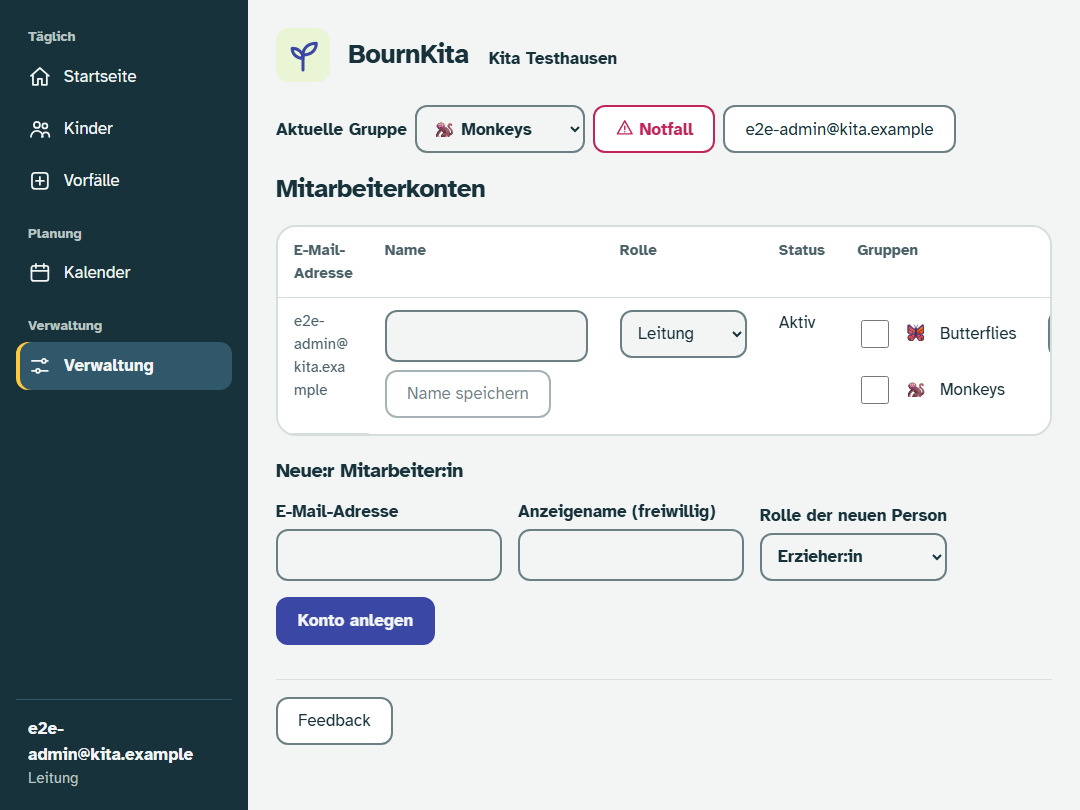 Täglich
Startseite
Kinder
Vorfälle
Planung
Kalender
Verwaltung
Verwaltung
e2e-
admin@kita.example
Leitung
BournKita Kita Testhausen
Aktuelle Gruppe Monkeys Notfall e2e-admin@kita.example
Mitarbeiterkonten
E-Mail-
Adresse Name Rolle Status Gruppen
e2e-
admin@
kita.exa
mple
Name speichern
Leitung
Aktiv
Butterflies
Monkeys
Neue:r Mitarbeiter:in
E-Mail-Adresse Anzeigename (freiwillig) Rolle der neuen Person
Erzieher:in
Konto anlegen
Feedback